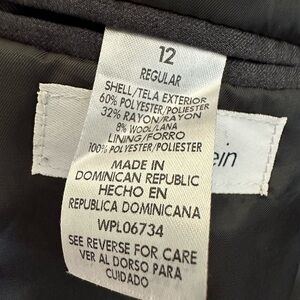 12
REGULAR
SHELL/TELA EXTERIOR
60% POLYESTER/POLIESTER
32% RAYON/RAYON
8% WOOL/LANA
LINING/FORRO
100% POLYESTER/POLIESTER
MADE IN
DOMINICAN REPUBLIC
HECHO EN
REPUBLICA DOMINICANA
WPL06734
SEE REVERSE FOR CARE
VER AL DORSO PARA
CUIDADO
ein